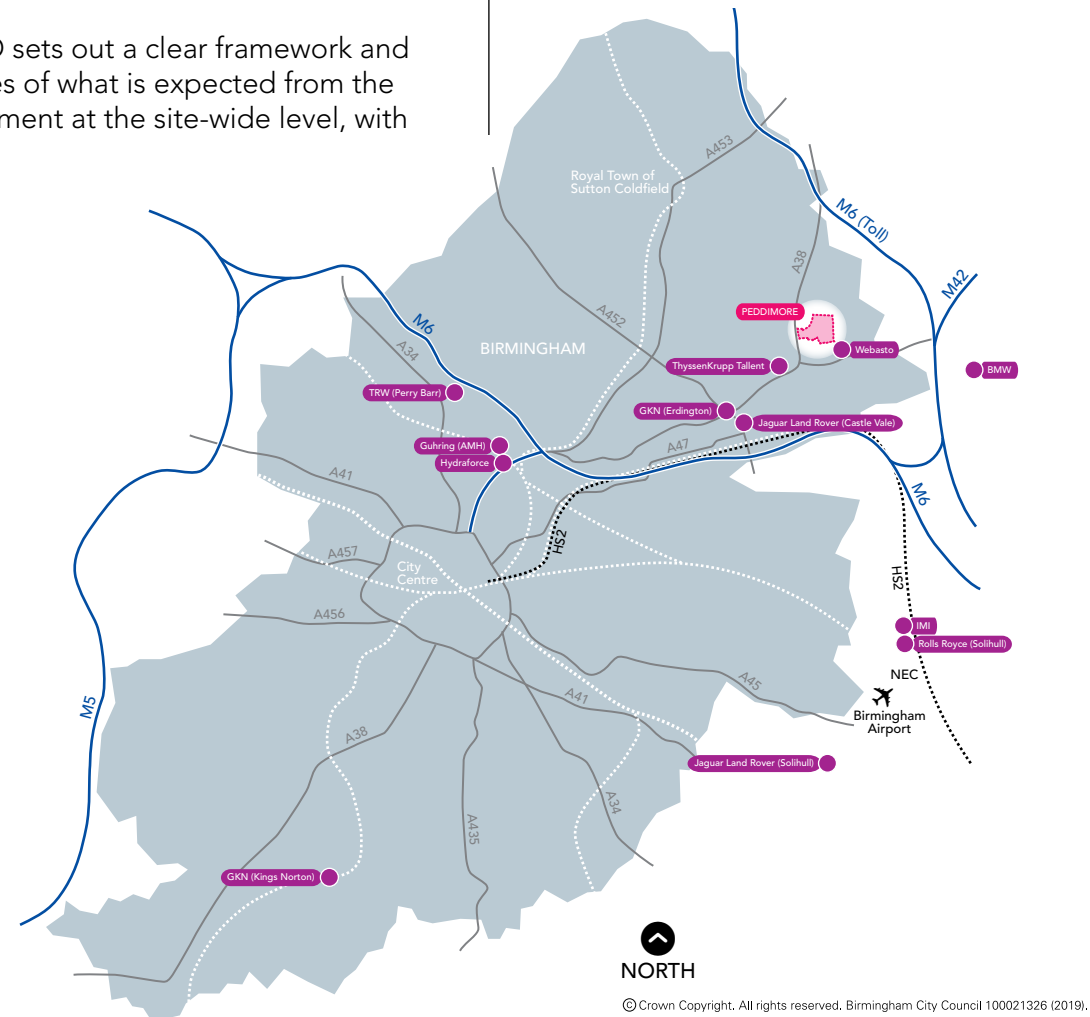 sets out a clear framework and
of what is expected from the
at the site-wide level, with
A453
Royal Town of
Sutton Coldfield
M6 (Toll)
A38
M42
PEDDIMORE
A452
M6
A34
BIRMINGHAM
Webasto
ThyssenKrupp Tallent
BMW
TRW (Perry Barr)
GKN (Erdington)
Jaguar Land Rover (Castle Vale)
Guhring (AMH)
A47
Hydraforce
A41
M6
HS2
A457
City
Centre
HS2
A456
IMI
Rolls Royce (Solihull)
NEC
A45
A41
M5
Birmingham
Airport
A38
Jaguar Land Rover (Solihull)
A34
A435
GKN (Kings Norton)
NORTH
© Crown Copyright. All rights reserved. Birmingham City Council 100021326 (2019).